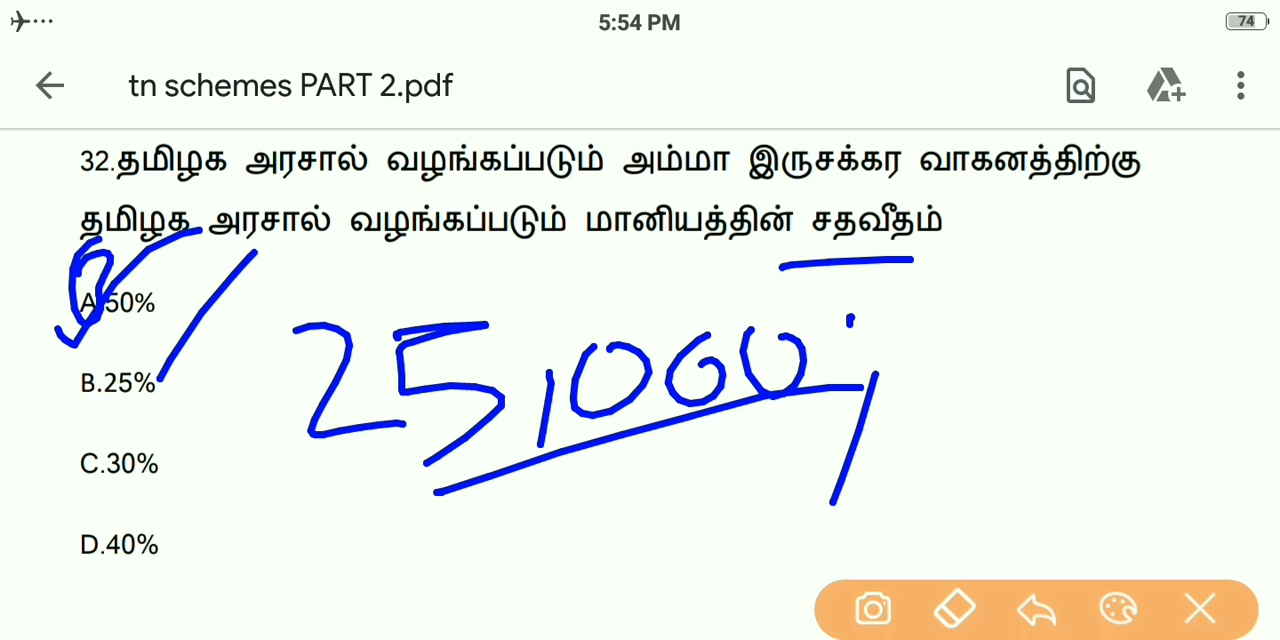 5:54 PM
74
tn schemes PART 2.pdf
32.தமிழக அரசால் வழங்கப்படும் அம்மா இருசக்கர வாகனத்திற்கு
தமிழக அரசால் வழங்கப்படும் மானியத்தின் சதவீதம்
A.50%
25,000
B.25%
C.30%
D.40%